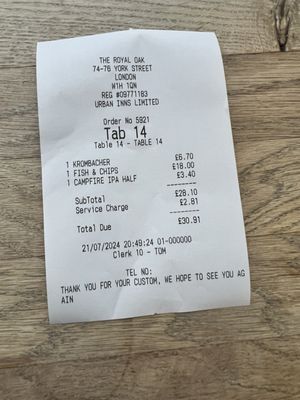 THE ROYAL OAK
74-76 YORK STREET
LONDON
W1H 1QN
REG #09771183
URBAN INNS LIMITED
Order No 5921
Tab 14
Table 14 - TABLE 14
1 KROMBACHER £6.70
1 FISH & CHIPS £18.00
1 CAMPFIRE IPA HALF £3.40
--------
SubTotal £28.10
Service Charge £2.81
--------
Total Due £30.91
21/07/2024 20:49:24 01-000000
Clerk 10 - TOM
TEL NO:
THANK YOU FOR YOUR CUSTOM, WE HOPE TO SEE YOU AG
AIN